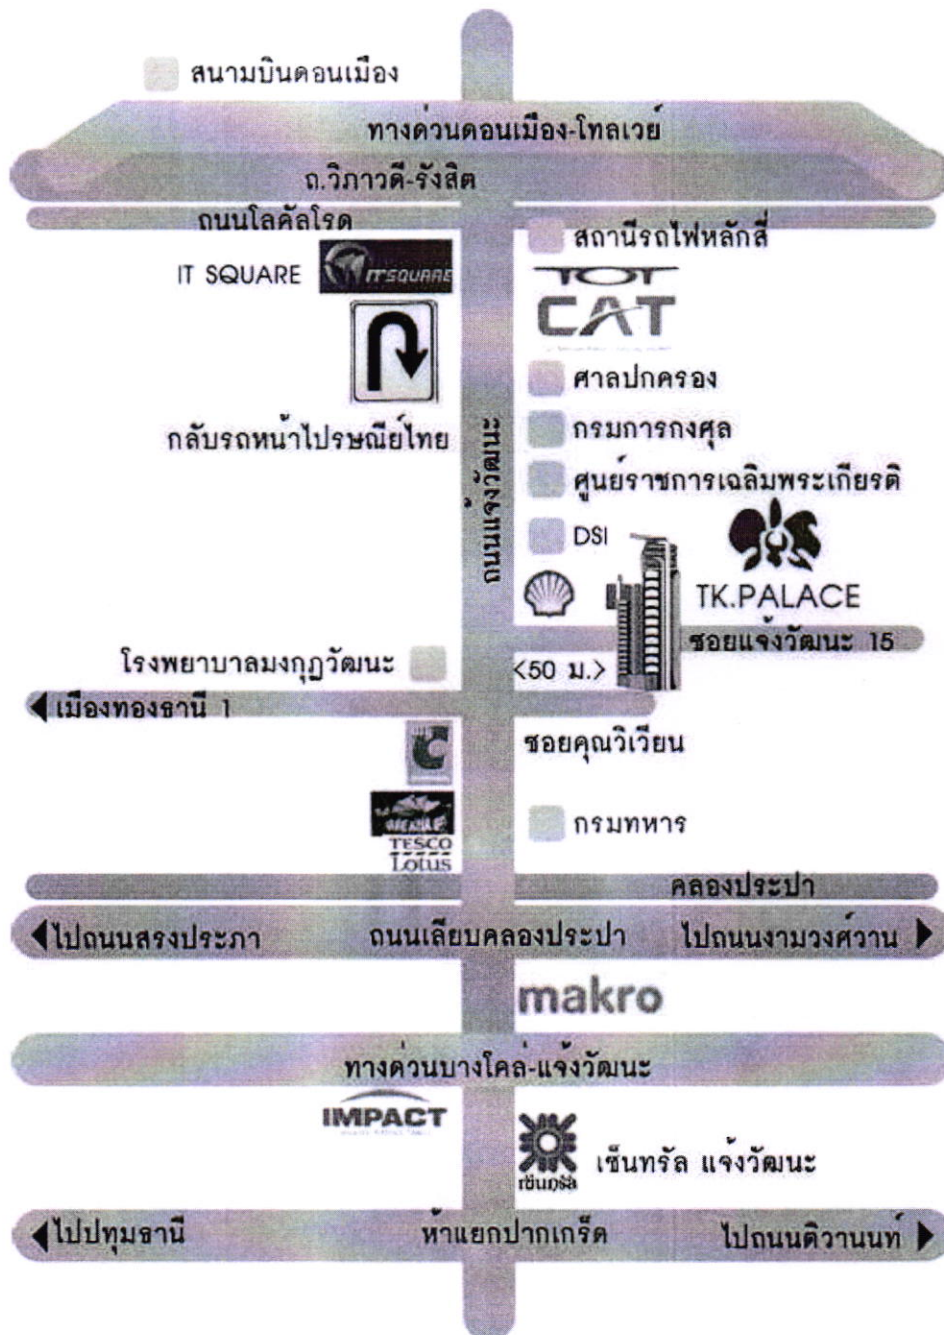 สนามบินดอนเมือง
ทางด่วนดอนเมือง-โทลเวย์
ถ.วิภาวดี-รังสิต
ถนนโลคัลโรด
สถานีรถไฟหลักสี่
IT SQUARE
IT SQUARE
TOT
CAT
ศาลปกครอง
กลับรถหน้าไปรษณีย์ไทย
กรมการกงศุล
ศูนย์ราชการเฉลิมพระเกียรติ
ถนนแจ้งวัฒนะ
DSI
TK.PALACE
ซอยแจ้งวัฒนะ 15
โรงพยาบาลมงกุฎวัฒนะ
<50 ม.>
เมืองทองธานี 1
ซอยคุณวิเวียน
กรมทหาร
TESCO
Lotus
คลองประปา
ไปถนนสรงประภา
ถนนเลียบคลองประปา
ไปถนนงามวงศ์วาน
makro
ทางด่วนบางโคล่-แจ้งวัฒนะ
IMPACT
เซ็นทรัล
เซ็นทรัล แจ้งวัฒนะ
ไปปทุมธานี
ห้าแยกปากเกร็ด
ไปถนนติวานนท์